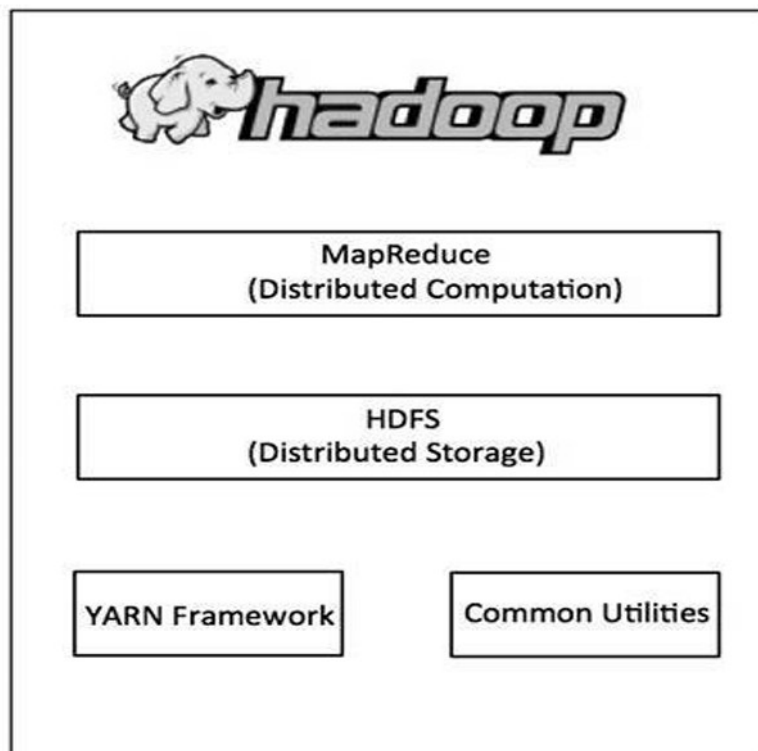 hadoop
MapReduce
(Distributed Computation)
HDFS
(Distributed Storage)
YARN Framework
Common Utilities